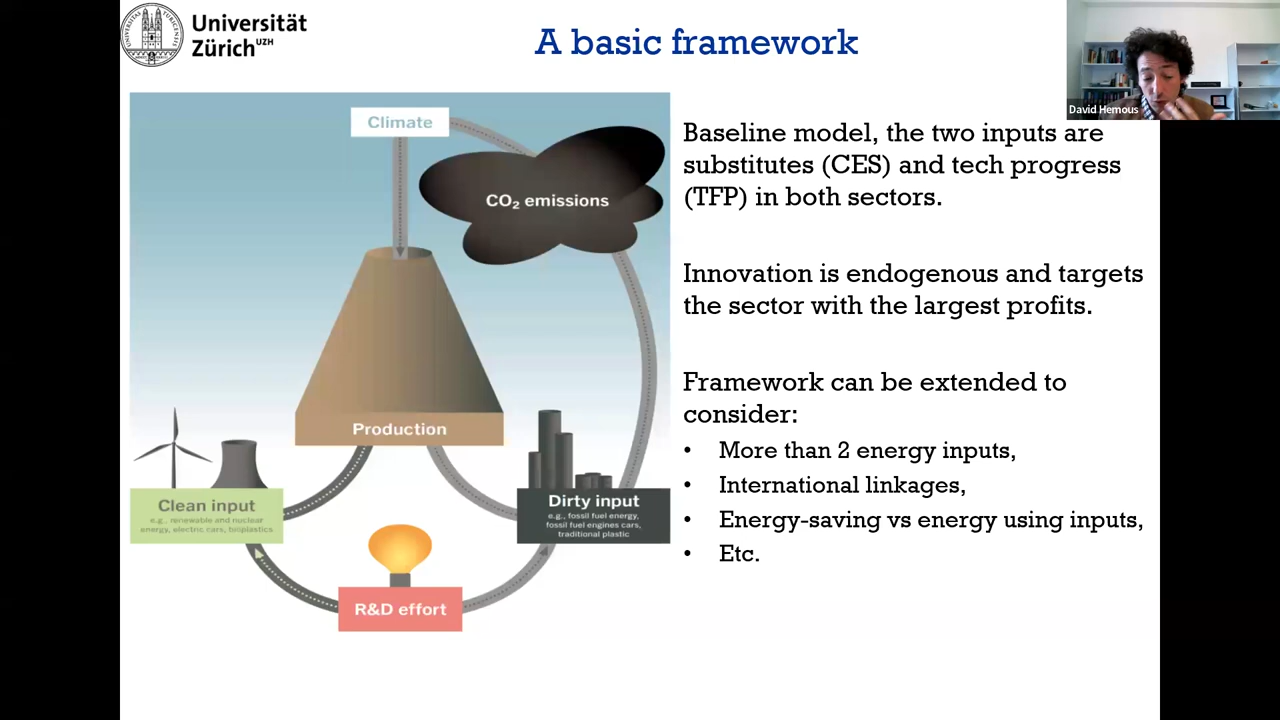 Universität
Zürich UZH
A basic framework
David Hemous
Climate
CO₂ emissions
Production
Clean input
e.g., renewable and nuclear
energy, electric cars, bioplastics
Dirty input
e.g., fossil fuel energy,
fossil fuel engines cars,
traditional plastic
R&D effort
Baseline model, the two inputs are
substitutes (CES) and tech progress
(TFP) in both sectors.
Innovation is endogenous and targets
the sector with the largest profits.
Framework can be extended to
consider:
• More than 2 energy inputs,
• International linkages,
• Energy-saving vs energy using inputs,
• Etc.